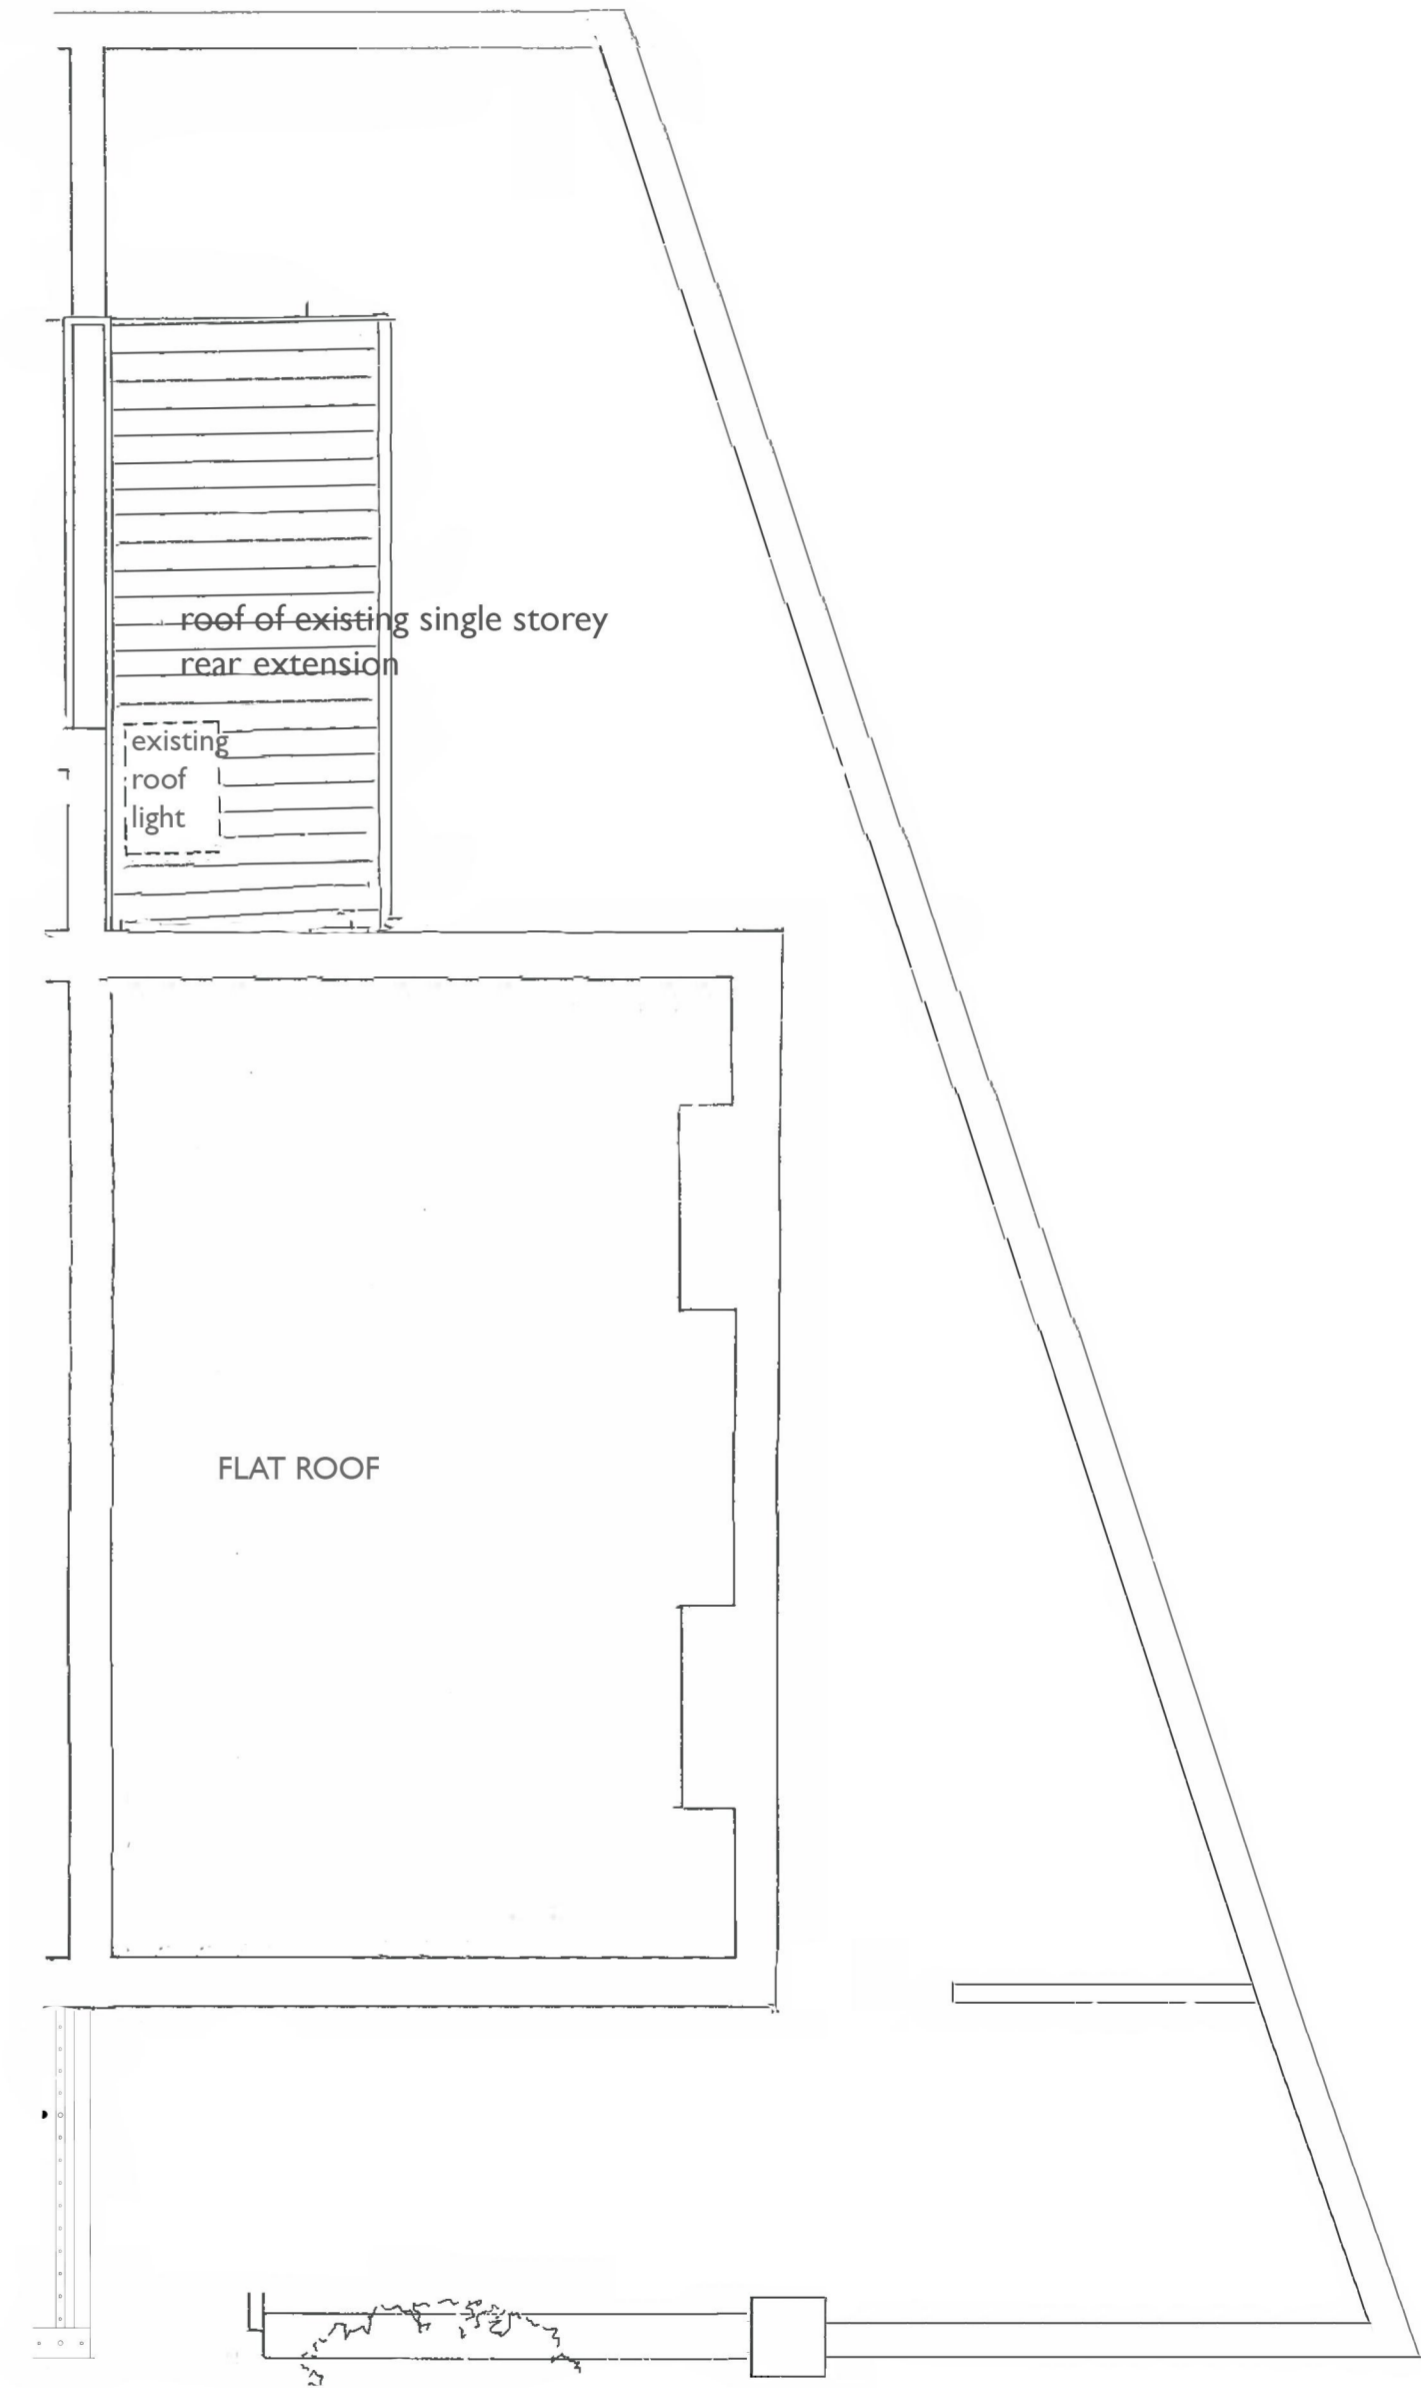 roof of existing single storey
rear extension
existing
roof
light
FLAT ROOF